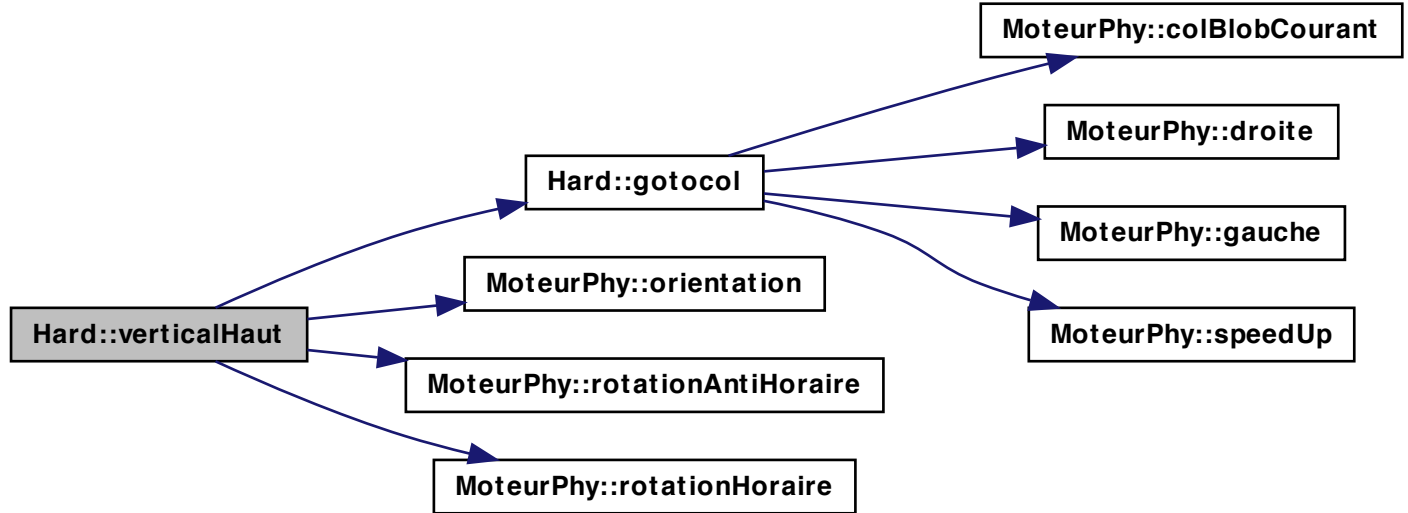 MoteurPhy::colBlobCourant
MoteurPhy::droite
Hard::gotocol
MoteurPhy::gauche
MoteurPhy::orientation
Hard::verticalHaut
MoteurPhy::speedUp
MoteurPhy::rotationAntiHoraire
MoteurPhy::rotationHoraire